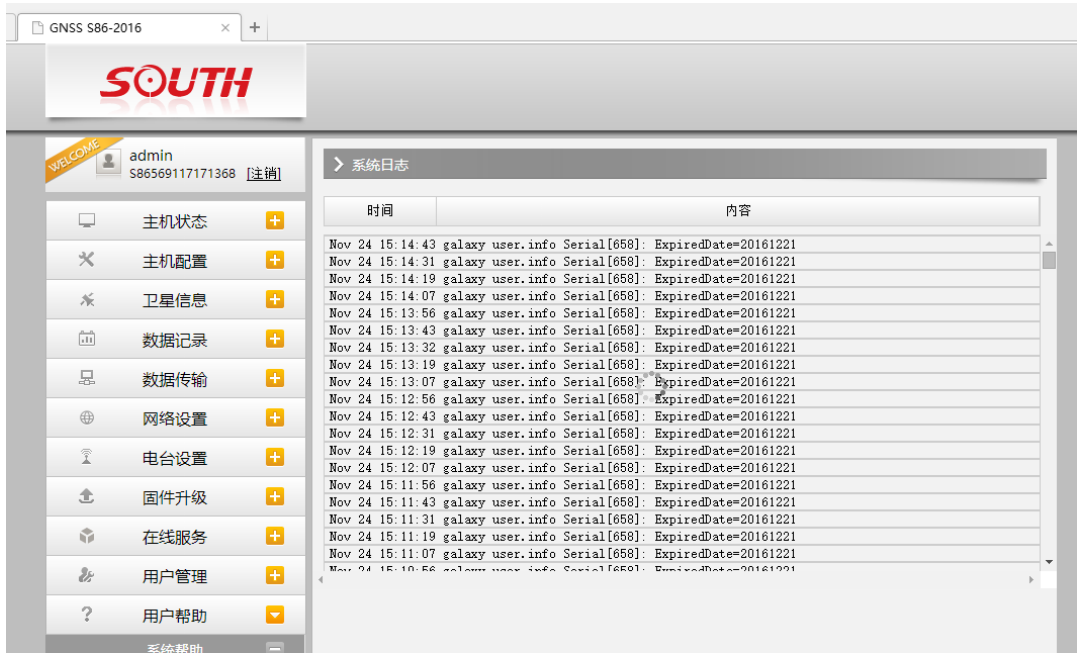 GNSS S86-2016
SOUTH
WELCOME
admin
S86569117171368 [注销]
主机状态
主机配置
卫星信息
数据记录
数据传输
网络设置
电台设置
固件升级
在线服务
用户管理
用户帮助
系统帮助
系统日志
时间 内容
Nov 24 15:14:43 galaxy user.info Serial[658]: ExpiredDate=20161221
Nov 24 15:14:31 galaxy user.info Serial[658]: ExpiredDate=20161221
Nov 24 15:14:19 galaxy user.info Serial[658]: ExpiredDate=20161221
Nov 24 15:14:07 galaxy user.info Serial[658]: ExpiredDate=20161221
Nov 24 15:13:56 galaxy user.info Serial[658]: ExpiredDate=20161221
Nov 24 15:13:43 galaxy user.info Serial[658]: ExpiredDate=20161221
Nov 24 15:13:32 galaxy user.info Serial[658]: ExpiredDate=20161221
Nov 24 15:13:19 galaxy user.info Serial[658]: ExpiredDate=20161221
Nov 24 15:13:07 galaxy user.info Serial[658]: ExpiredDate=20161221
Nov 24 15:12:56 galaxy user.info Serial[658]: ExpiredDate=20161221
Nov 24 15:12:43 galaxy user.info Serial[658]: ExpiredDate=20161221
Nov 24 15:12:31 galaxy user.info Serial[658]: ExpiredDate=20161221
Nov 24 15:12:19 galaxy user.info Serial[658]: ExpiredDate=20161221
Nov 24 15:12:07 galaxy user.info Serial[658]: ExpiredDate=20161221
Nov 24 15:11:56 galaxy user.info Serial[658]: ExpiredDate=20161221
Nov 24 15:11:43 galaxy user.info Serial[658]: ExpiredDate=20161221
Nov 24 15:11:31 galaxy user.info Serial[658]: ExpiredDate=20161221
Nov 24 15:11:19 galaxy user.info Serial[658]: ExpiredDate=20161221
Nov 24 15:11:07 galaxy user.info Serial[658]: ExpiredDate=20161221
Nov 24 15:10:56 galaxy user.info Serial[658]: ExpiredDate=20161221